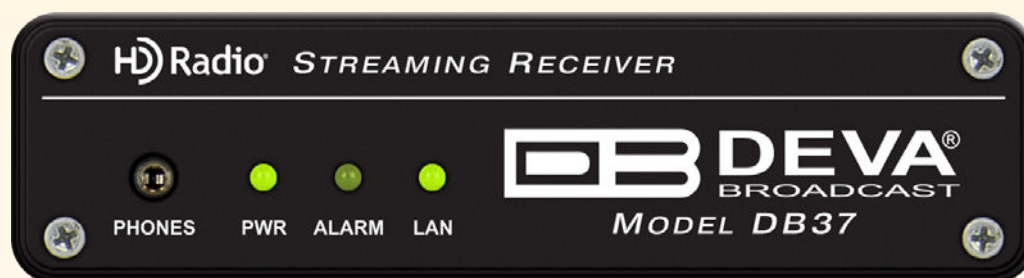 HD Radio® STREAMING RECEIVER
DB DEVA®
BROADCAST
MODEL DB37
PHONES PWR ALARM LAN